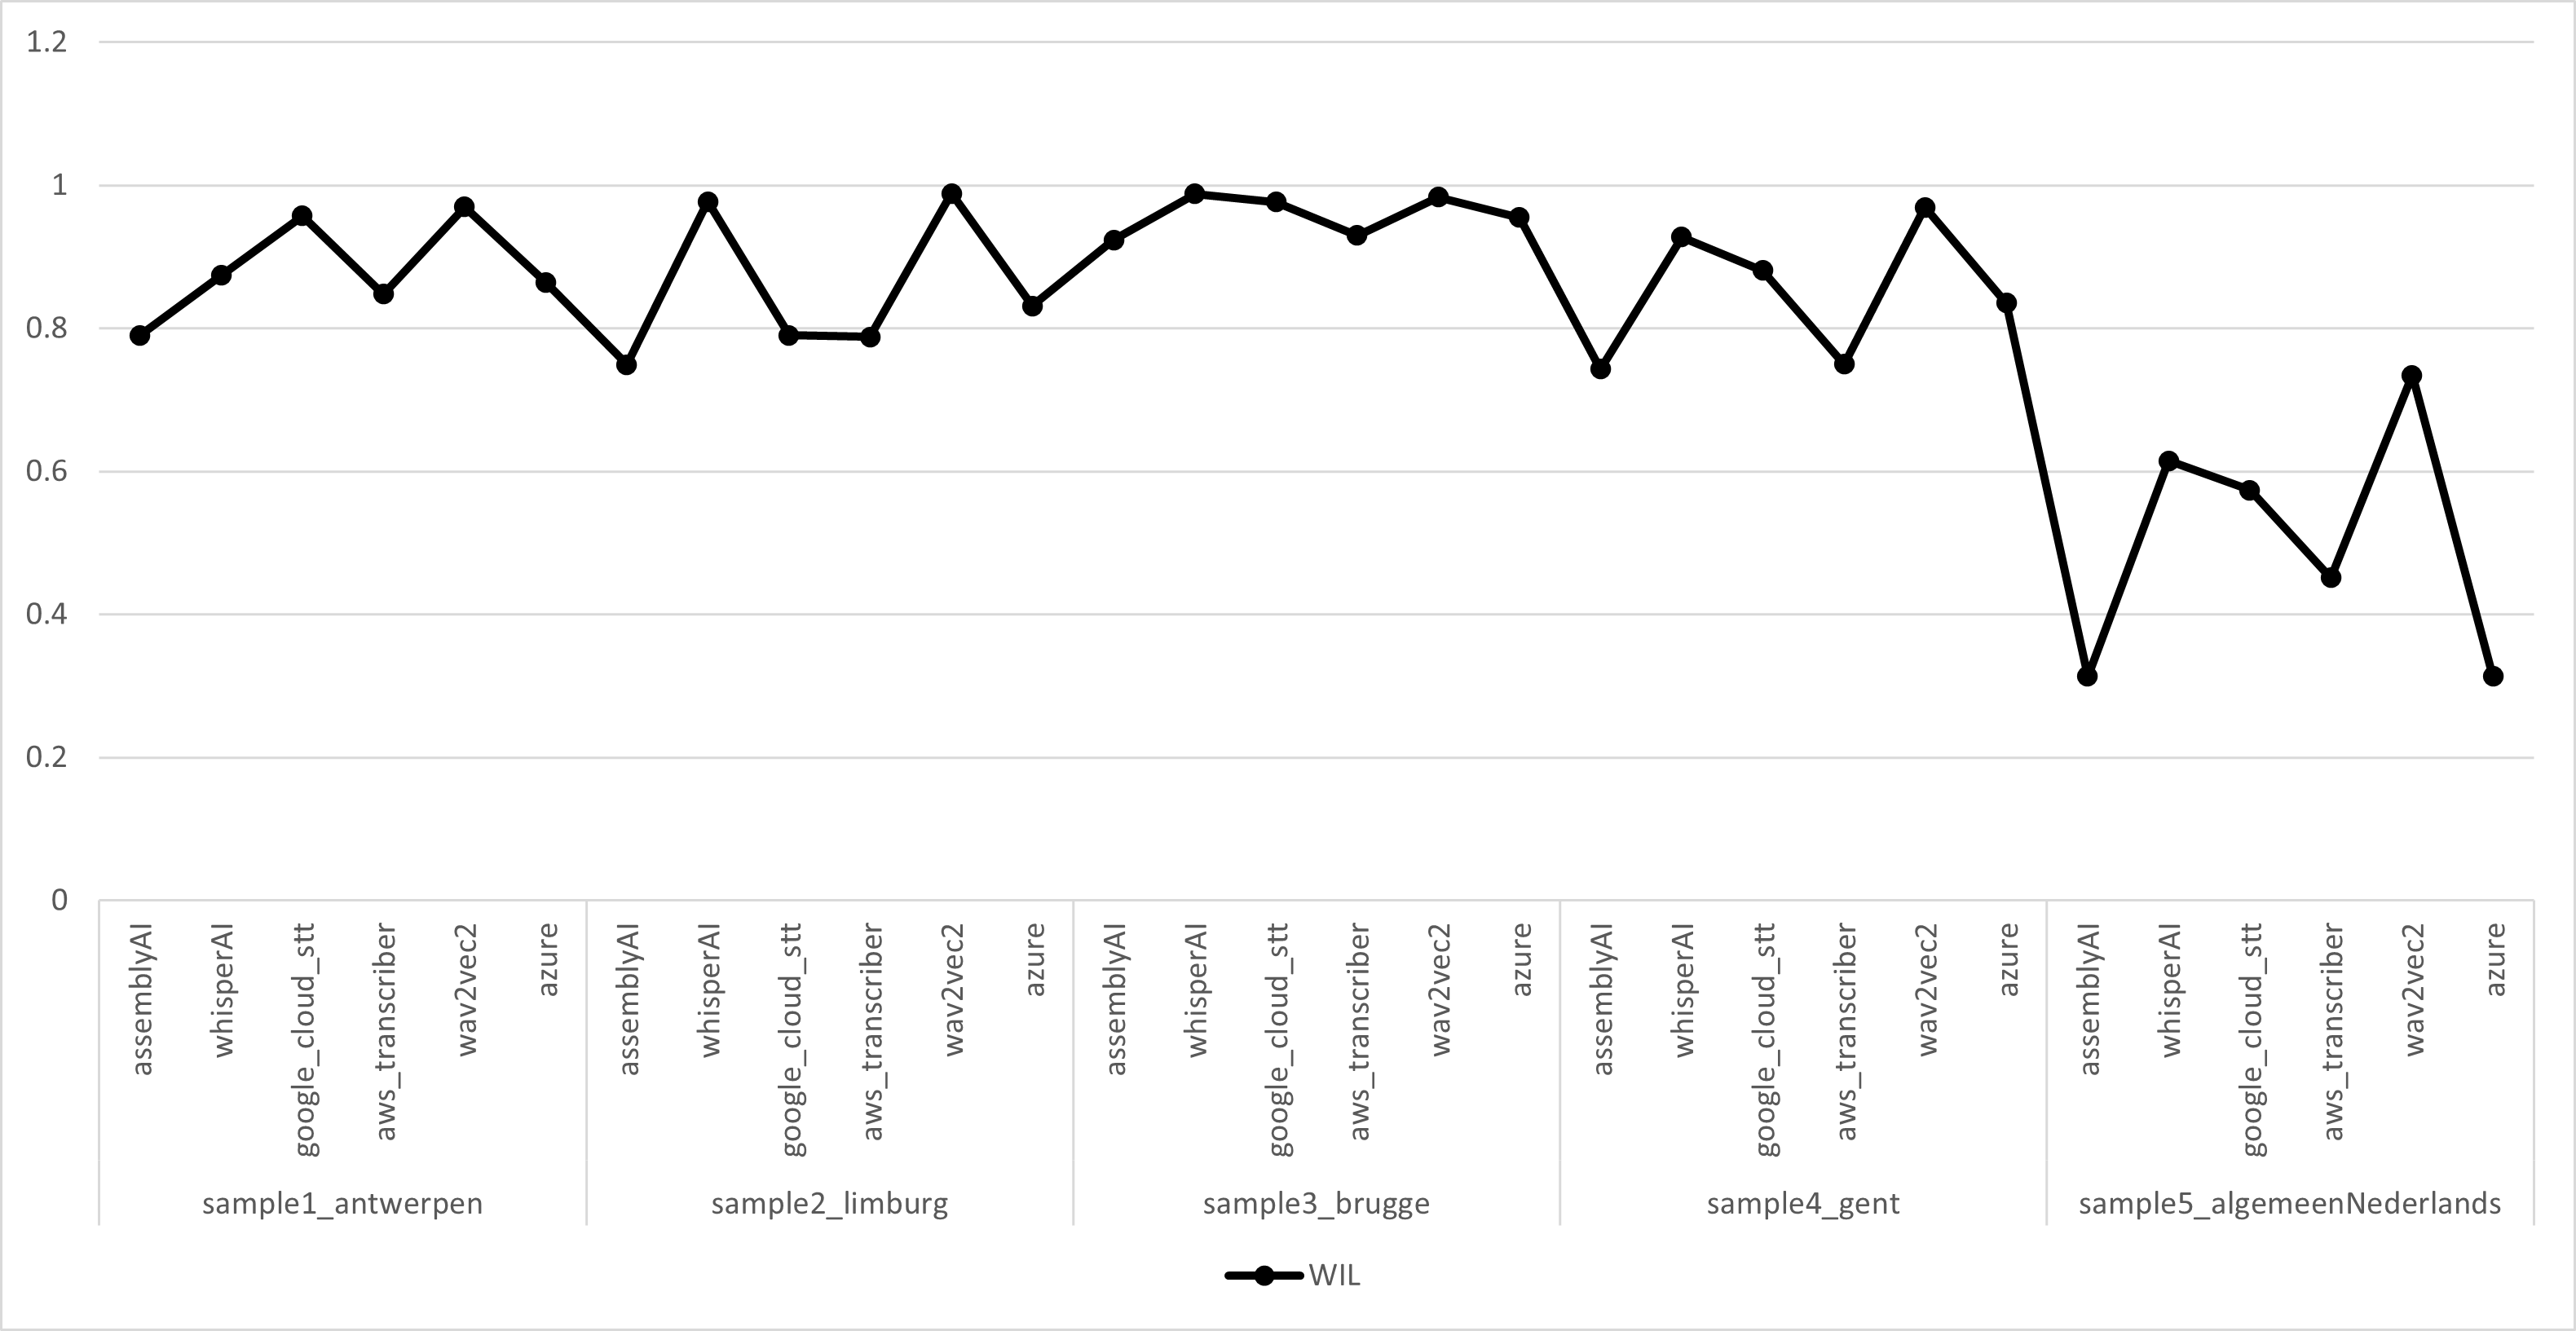 1.2
1
0.8
0.6
0.4
0.2
0
assemblyAI
whisperAI
google_cloud_stt
aws_transcriber
wav2vec2
azure
assemblyAI
whisperAI
google_cloud_stt
aws_transcriber
wav2vec2
azure
assemblyAI
whisperAI
google_cloud_stt
aws_transcriber
wav2vec2
azure
assemblyAI
whisperAI
google_cloud_stt
aws_transcriber
wav2vec2
azure
assemblyAI
whisperAI
google_cloud_stt
aws_transcriber
wav2vec2
azure
sample1_antwerpen
sample2_limburg
sample3_brugge
sample4_gent
sample5_algemeenNederlands
WIL